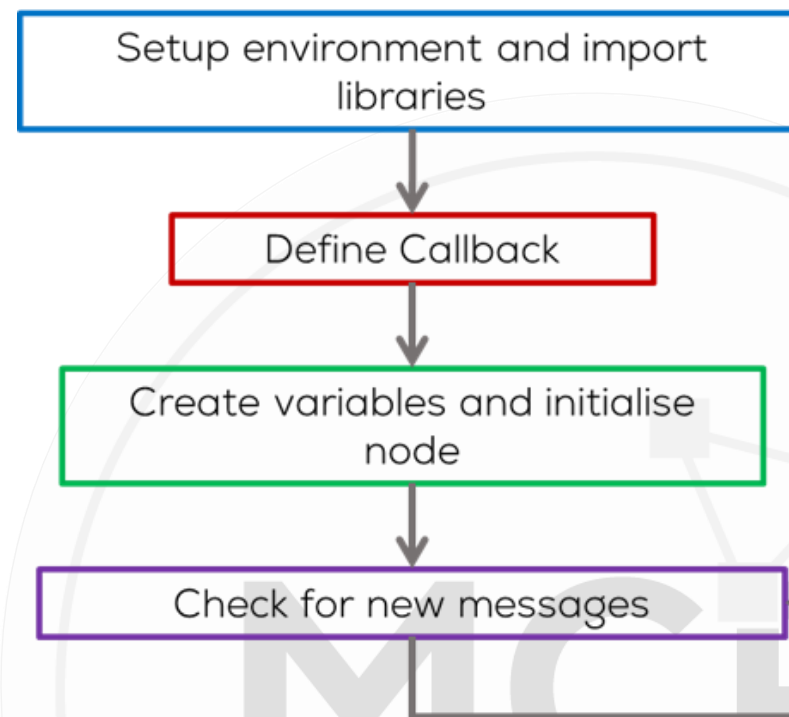 Setup environment and import
libraries
Define Callback
Create variables and initialise
node
Check for new messages